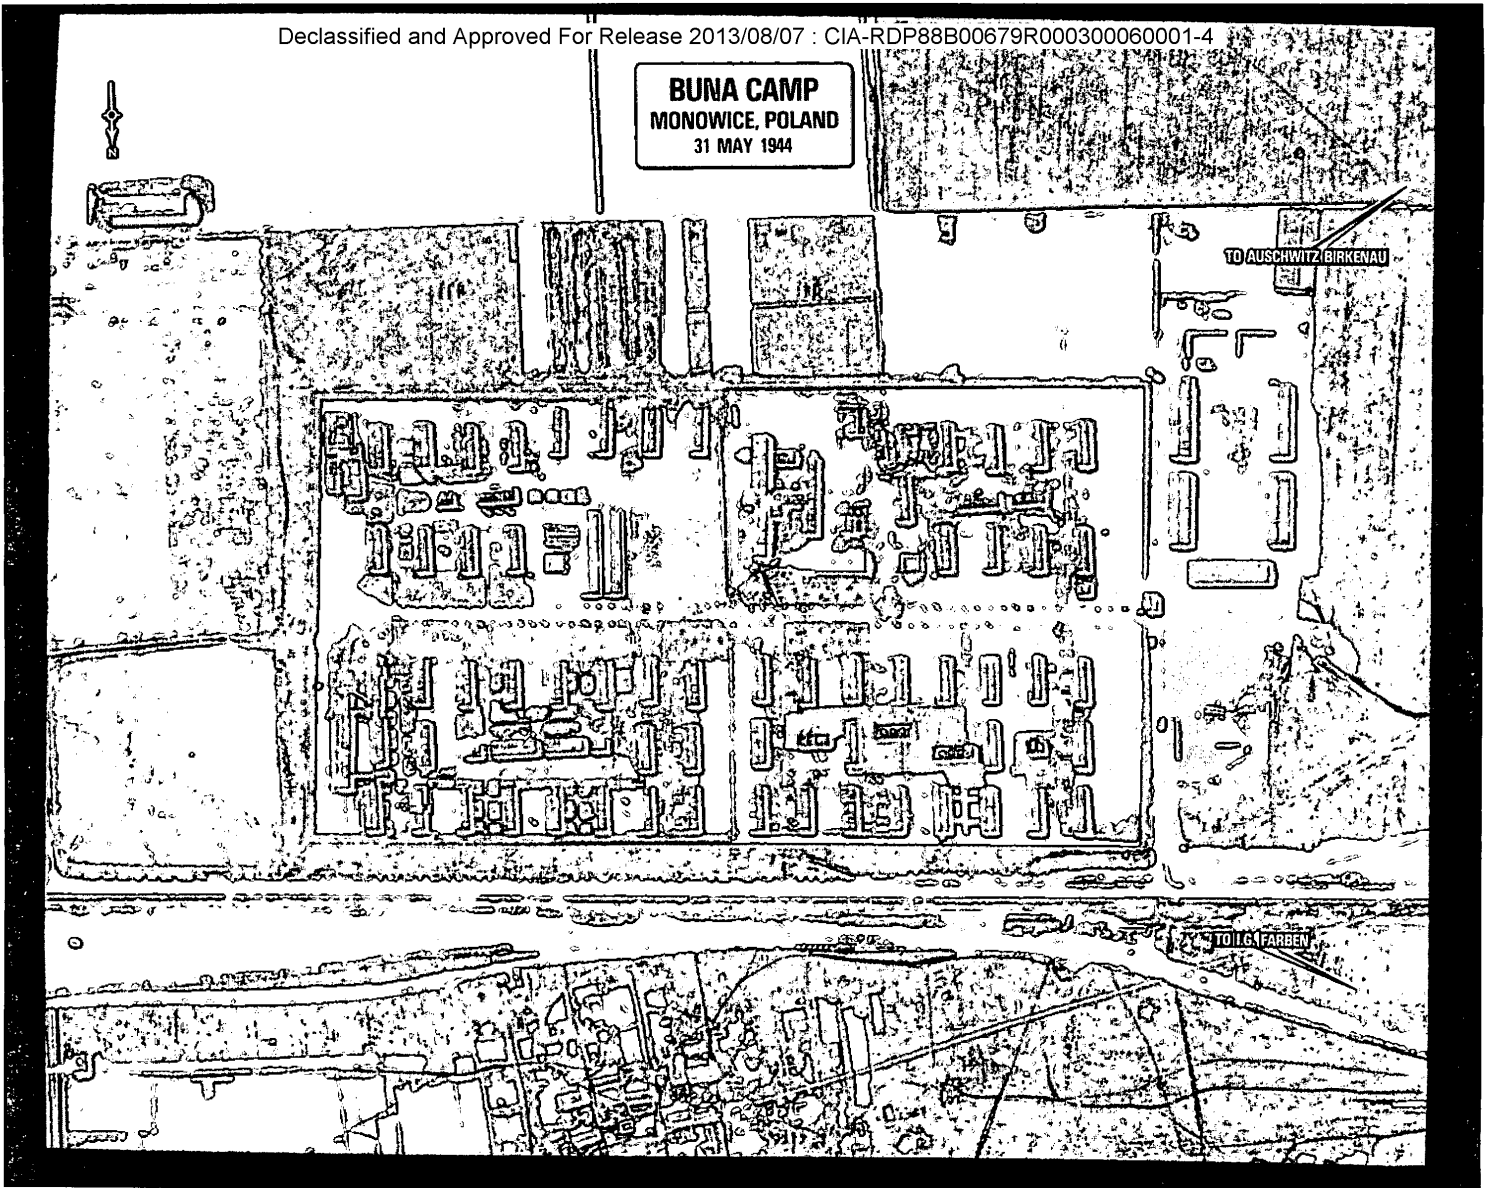 Declassified and Approved For Release 2013/08/07 : CIA-RDP88B00679R000300060001-4
BUNA CAMP
MONOWICE, POLAND
31 MAY 1944
N
TO AUSCHWITZ BIRKENAU
TO I.G. FARBEN